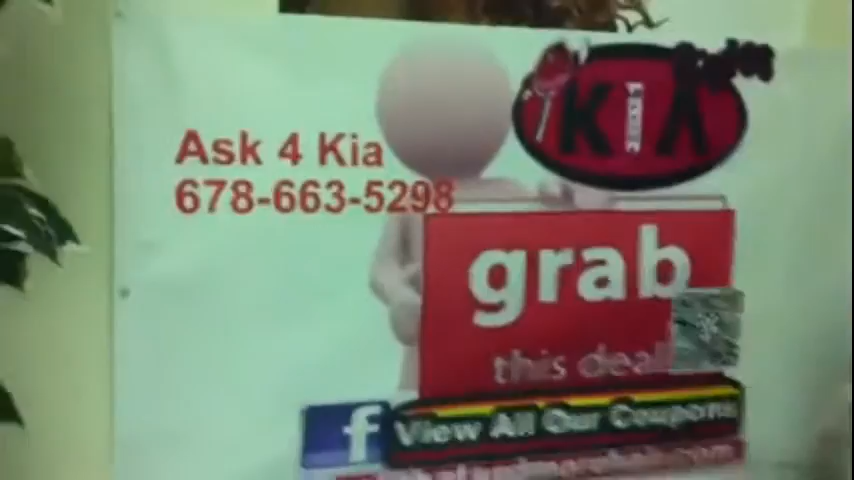 KIA
Ask 4 Kia
678-663-5298
grab
this deal
f View All Our Coupons